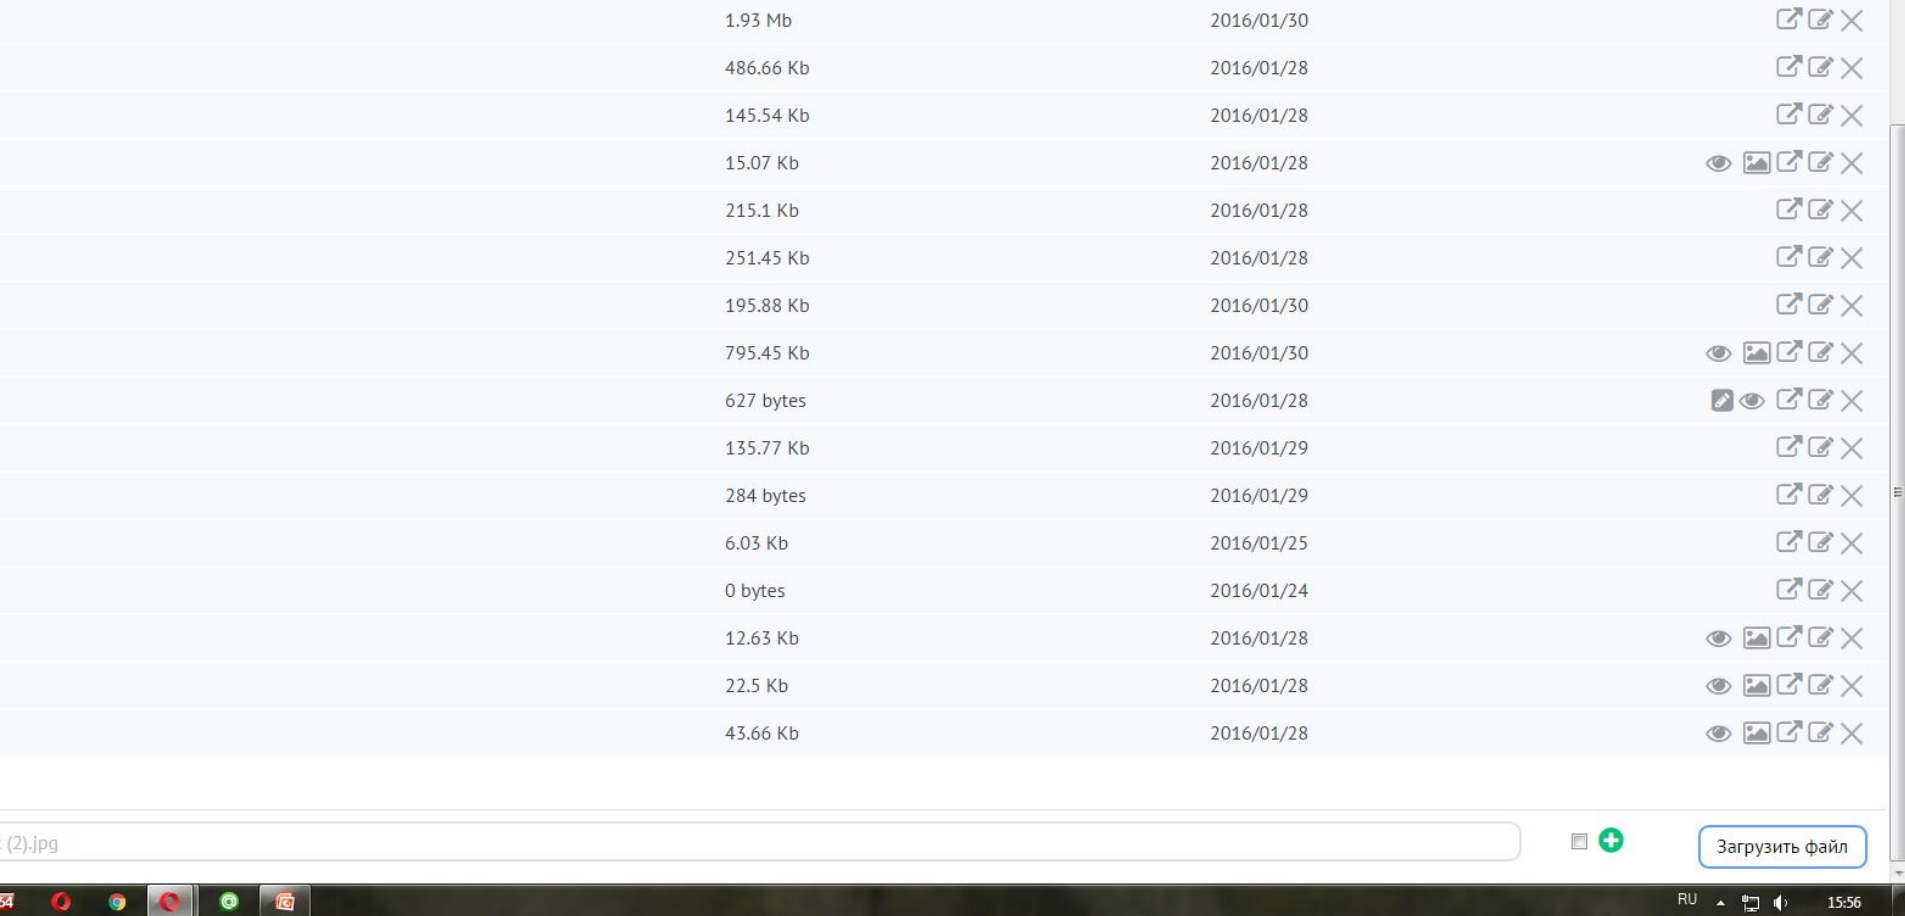 1.93 Mb 2016/01/30
486.66 Kb 2016/01/28
145.54 Kb 2016/01/28
15.07 Kb 2016/01/28
215.1 Kb 2016/01/28
251.45 Kb 2016/01/28
195.88 Kb 2016/01/30
795.45 Kb 2016/01/30
627 bytes 2016/01/28
135.77 Kb 2016/01/29
284 bytes 2016/01/29
6.03 Kb 2016/01/25
0 bytes 2016/01/24
12.63 Kb 2016/01/28
22.5 Kb 2016/01/28
43.66 Kb 2016/01/28
(2).jpg Загрузить файл
64 RU 15:56